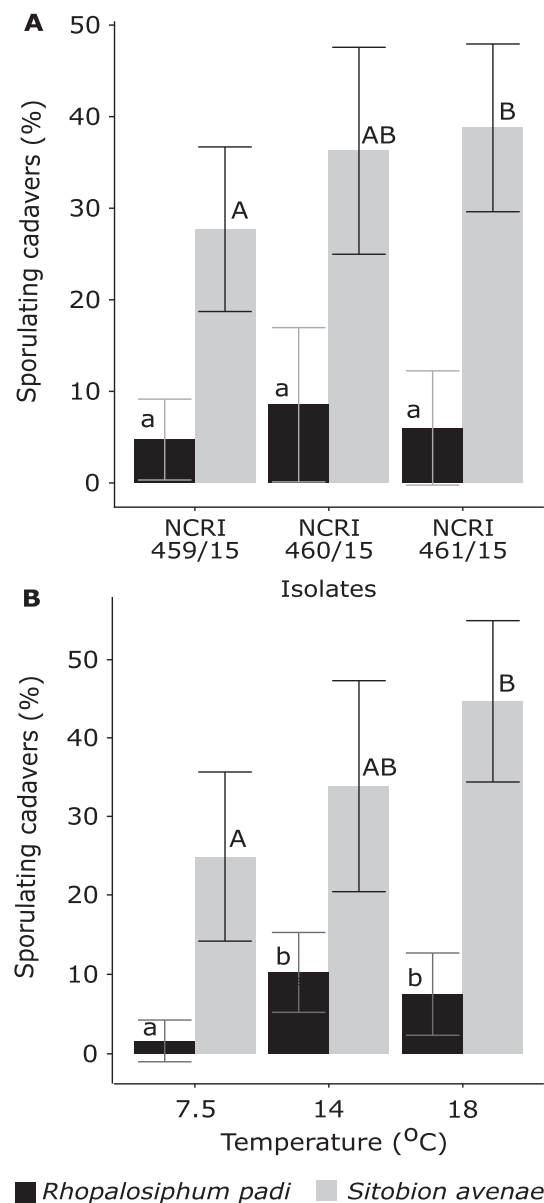 A
50
40
30
20
10
0
Sporulating cadavers (%)
A
AB
B
a
a
a
NCRI 459/15
NCRI 460/15
NCRI 461/15
Isolates
B
50
40
30
20
10
0
Sporulating cadavers (%)
A
AB
B
a
b
b
7.5
14
18
Temperature (°C)
Rhopalosiphum padi
Sitobion avenae